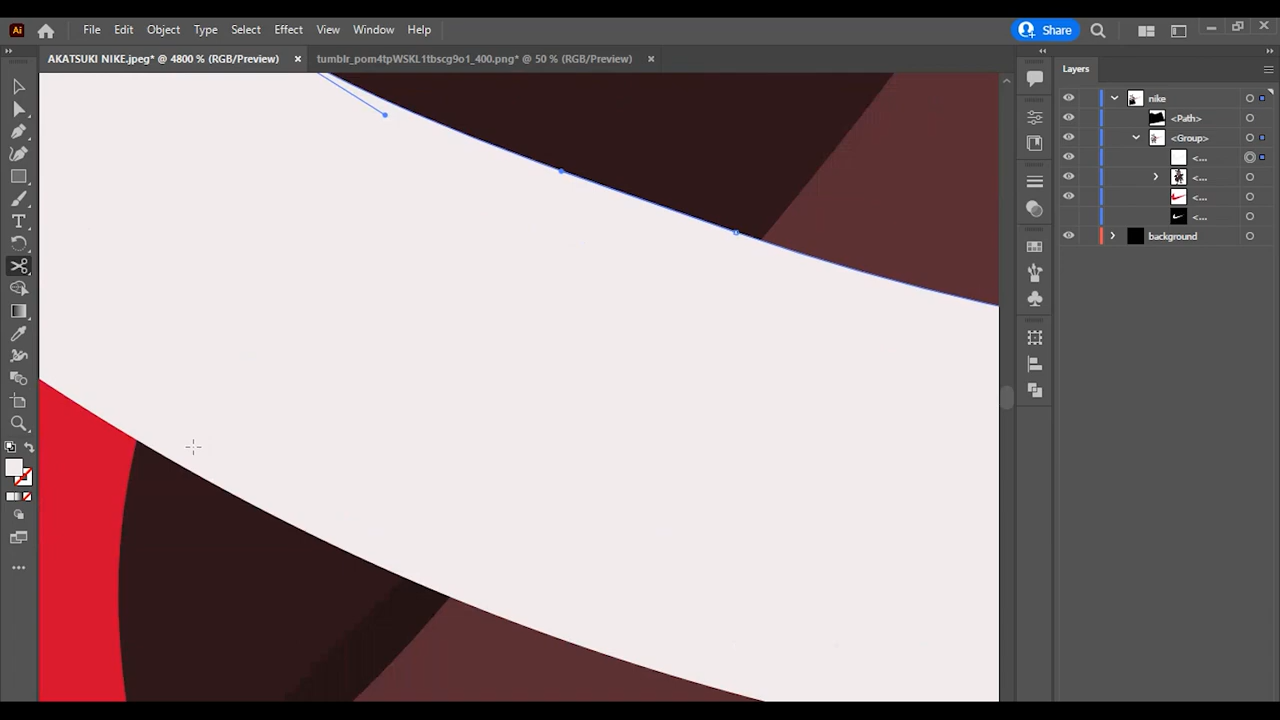 Ai File Edit Object Type Select Effect View Window Help Share
AKATSUKI NIKE.jpeg* @ 4800 % (RGB/Preview) × tumblr_pom4tpWSKL1tbscg9o1_400.png* @ 50 % (RGB/Preview) ×
Layers
nike
<Path>
<Group>
<...
<...
<...
<...
background